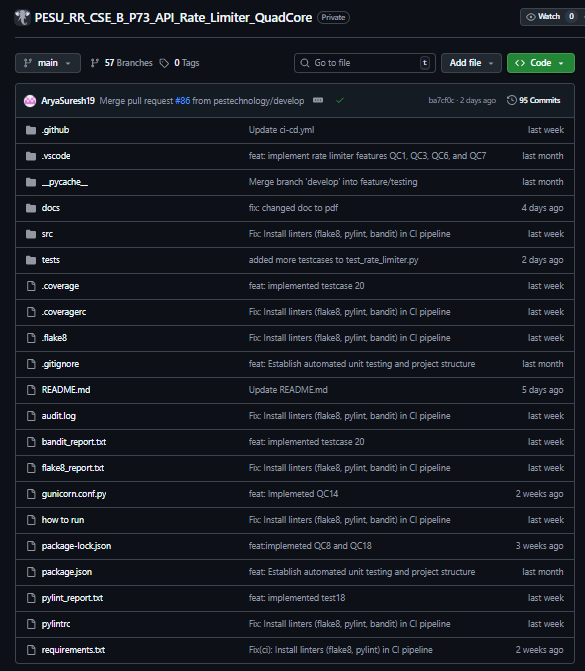 PESU_RR_CSE_B_P73_API_Rate_Limiter_QuadCore Private Watch 0
main 57 Branches 0 Tags Go to file t Add file Code
AryaSuresh19 Merge pull request #86 from pestechnology/develop ba7cf0c · 2 days ago 95 Commits
.github Update ci-cd.yml last week
.vscode feat: implement rate limiter features QC1, QC3, QC6, and QC7 last month
__pycache__ Merge branch 'develop' into feature/testing last month
docs fix: changed doc to pdf 4 days ago
src Fix: Install linters (flake8, pylint, bandit) in CI pipeline last week
tests added more testcases to test_rate_limiter.py 2 days ago
.coverage feat: implemented testcase 20 last week
.coveragerc Fix: Install linters (flake8, pylint, bandit) in CI pipeline last week
.flake8 Fix: Install linters (flake8, pylint, bandit) in CI pipeline last week
.gitignore feat: Establish automated unit testing and project structure last month
README.md Update README.md 5 days ago
audit.log Fix: Install linters (flake8, pylint, bandit) in CI pipeline last week
bandit_report.txt feat: implemented testcase 20 last week
flake8_report.txt Fix: Install linters (flake8, pylint, bandit) in CI pipeline last week
gunicorn.conf.py feat: Implemeted QC14 2 weeks ago
how to run Fix: Install linters (flake8, pylint, bandit) in CI pipeline last week
package-lock.json feat:implemeted QC8 and QC18 3 weeks ago
package.json feat: Establish automated unit testing and project structure last month
pylint_report.txt feat: implemented test18 last week
pylintrc Fix: Install linters (flake8, pylint, bandit) in CI pipeline last week
requirements.txt Fix(ci): Install linters (flake8, pylint) in CI pipeline 2 weeks ago